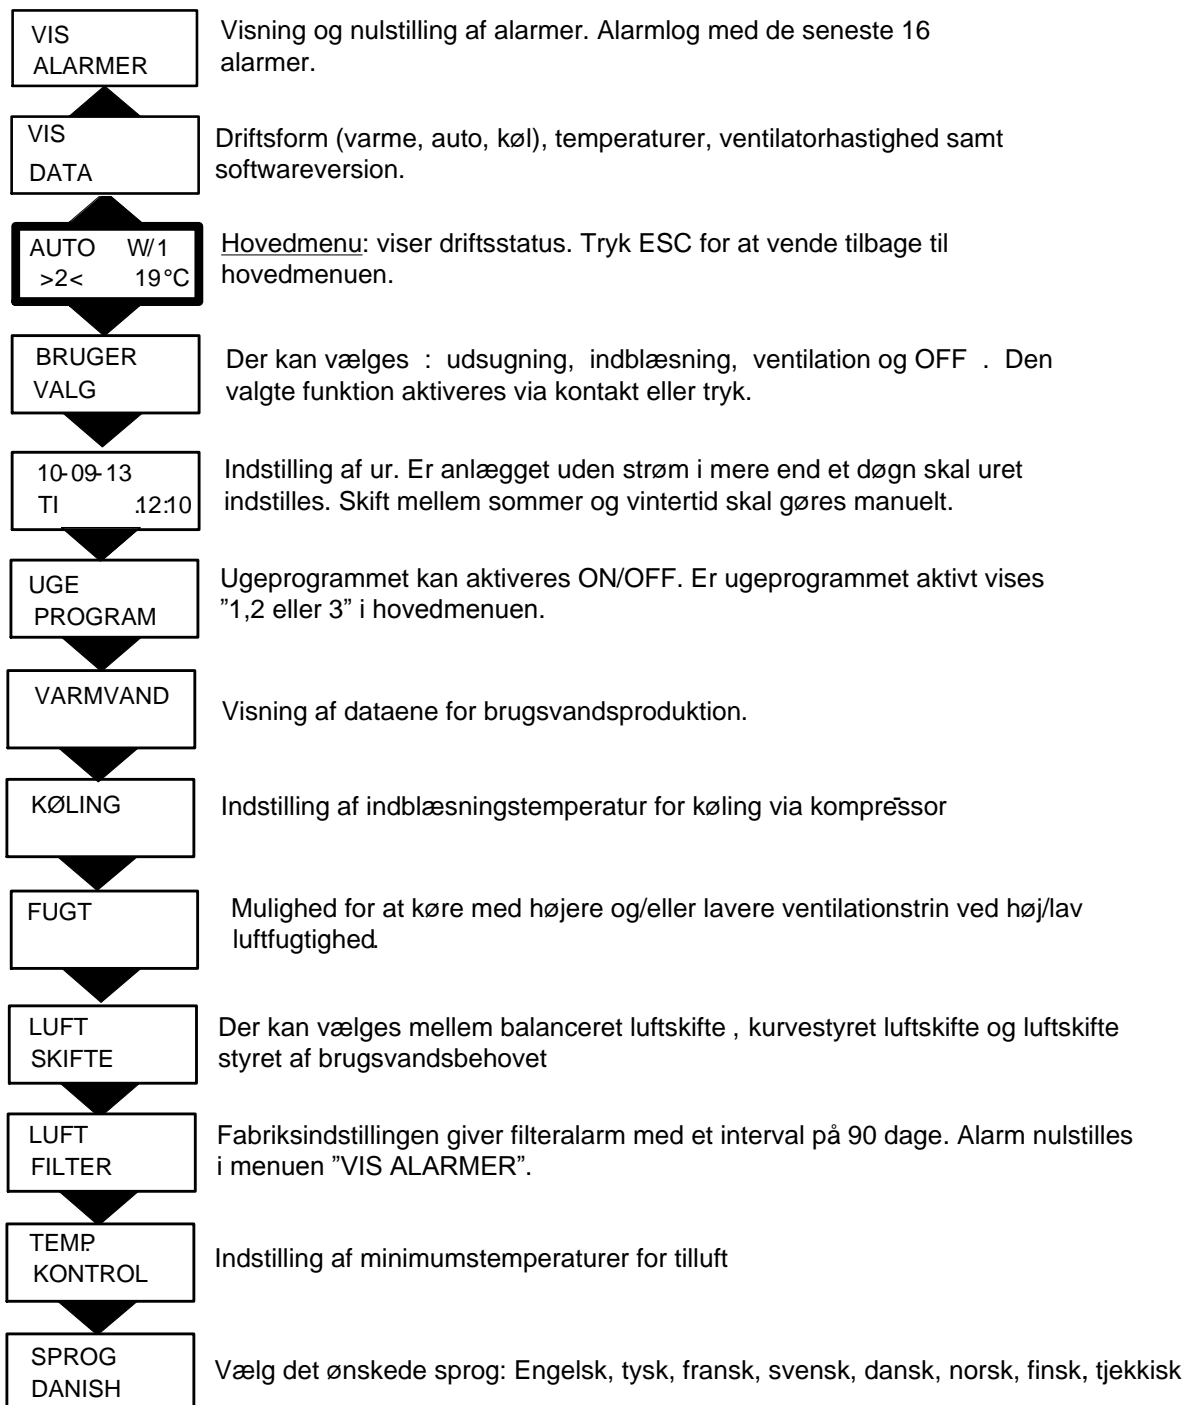 VIS
ALARMER
Visning og nulstilling af alarmer. Alarmlog med de seneste 16
alarmer.
VIS
DATA
Driftsform (varme, auto, køl), temperaturer, ventilatorhastighed samt
softwareversion.
AUTO W/1
>2< 19°C
Hovedmenu: viser driftsstatus. Tryk ESC for at vende tilbage til
hovedmenuen.
BRUGER
VALG
Der kan vælges : udsugning, indblæsning, ventilation og OFF . Den
valgte funktion aktiveres via kontakt eller tryk.
10-09-13
TI .12:10
Indstilling af ur. Er anlægget uden strøm i mere end et døgn skal uret
indstilles. Skift mellem sommer og vintertid skal gøres manuelt.
UGE
PROGRAM
Ugeprogrammet kan aktiveres ON/OFF. Er ugeprogrammet aktivt vises
”1,2 eller 3” i hovedmenuen.
VARMVAND
Visning af dataene for brugsvandsproduktion.
KØLING
Indstilling af indblæsningstemperatur for køling via kompressor
FUGT
Mulighed for at køre med højere og/eller lavere ventilationstrin ved høj/lav
luftfugtighed.
LUFT
SKIFTE
Der kan vælges mellem balanceret luftskifte , kurvestyret luftskifte og luftskifte
styret af brugsvandsbehovet
LUFT
FILTER
Fabriksindstillingen giver filteralarm med et interval på 90 dage. Alarm nulstilles
i menuen ”VIS ALARMER”.
TEMP.
KONTROL
Indstilling af minimumstemperaturer for tilluft
SPROG
DANISH
Vælg det ønskede sprog: Engelsk, tysk, fransk, svensk, dansk, norsk, finsk, tjekkisk